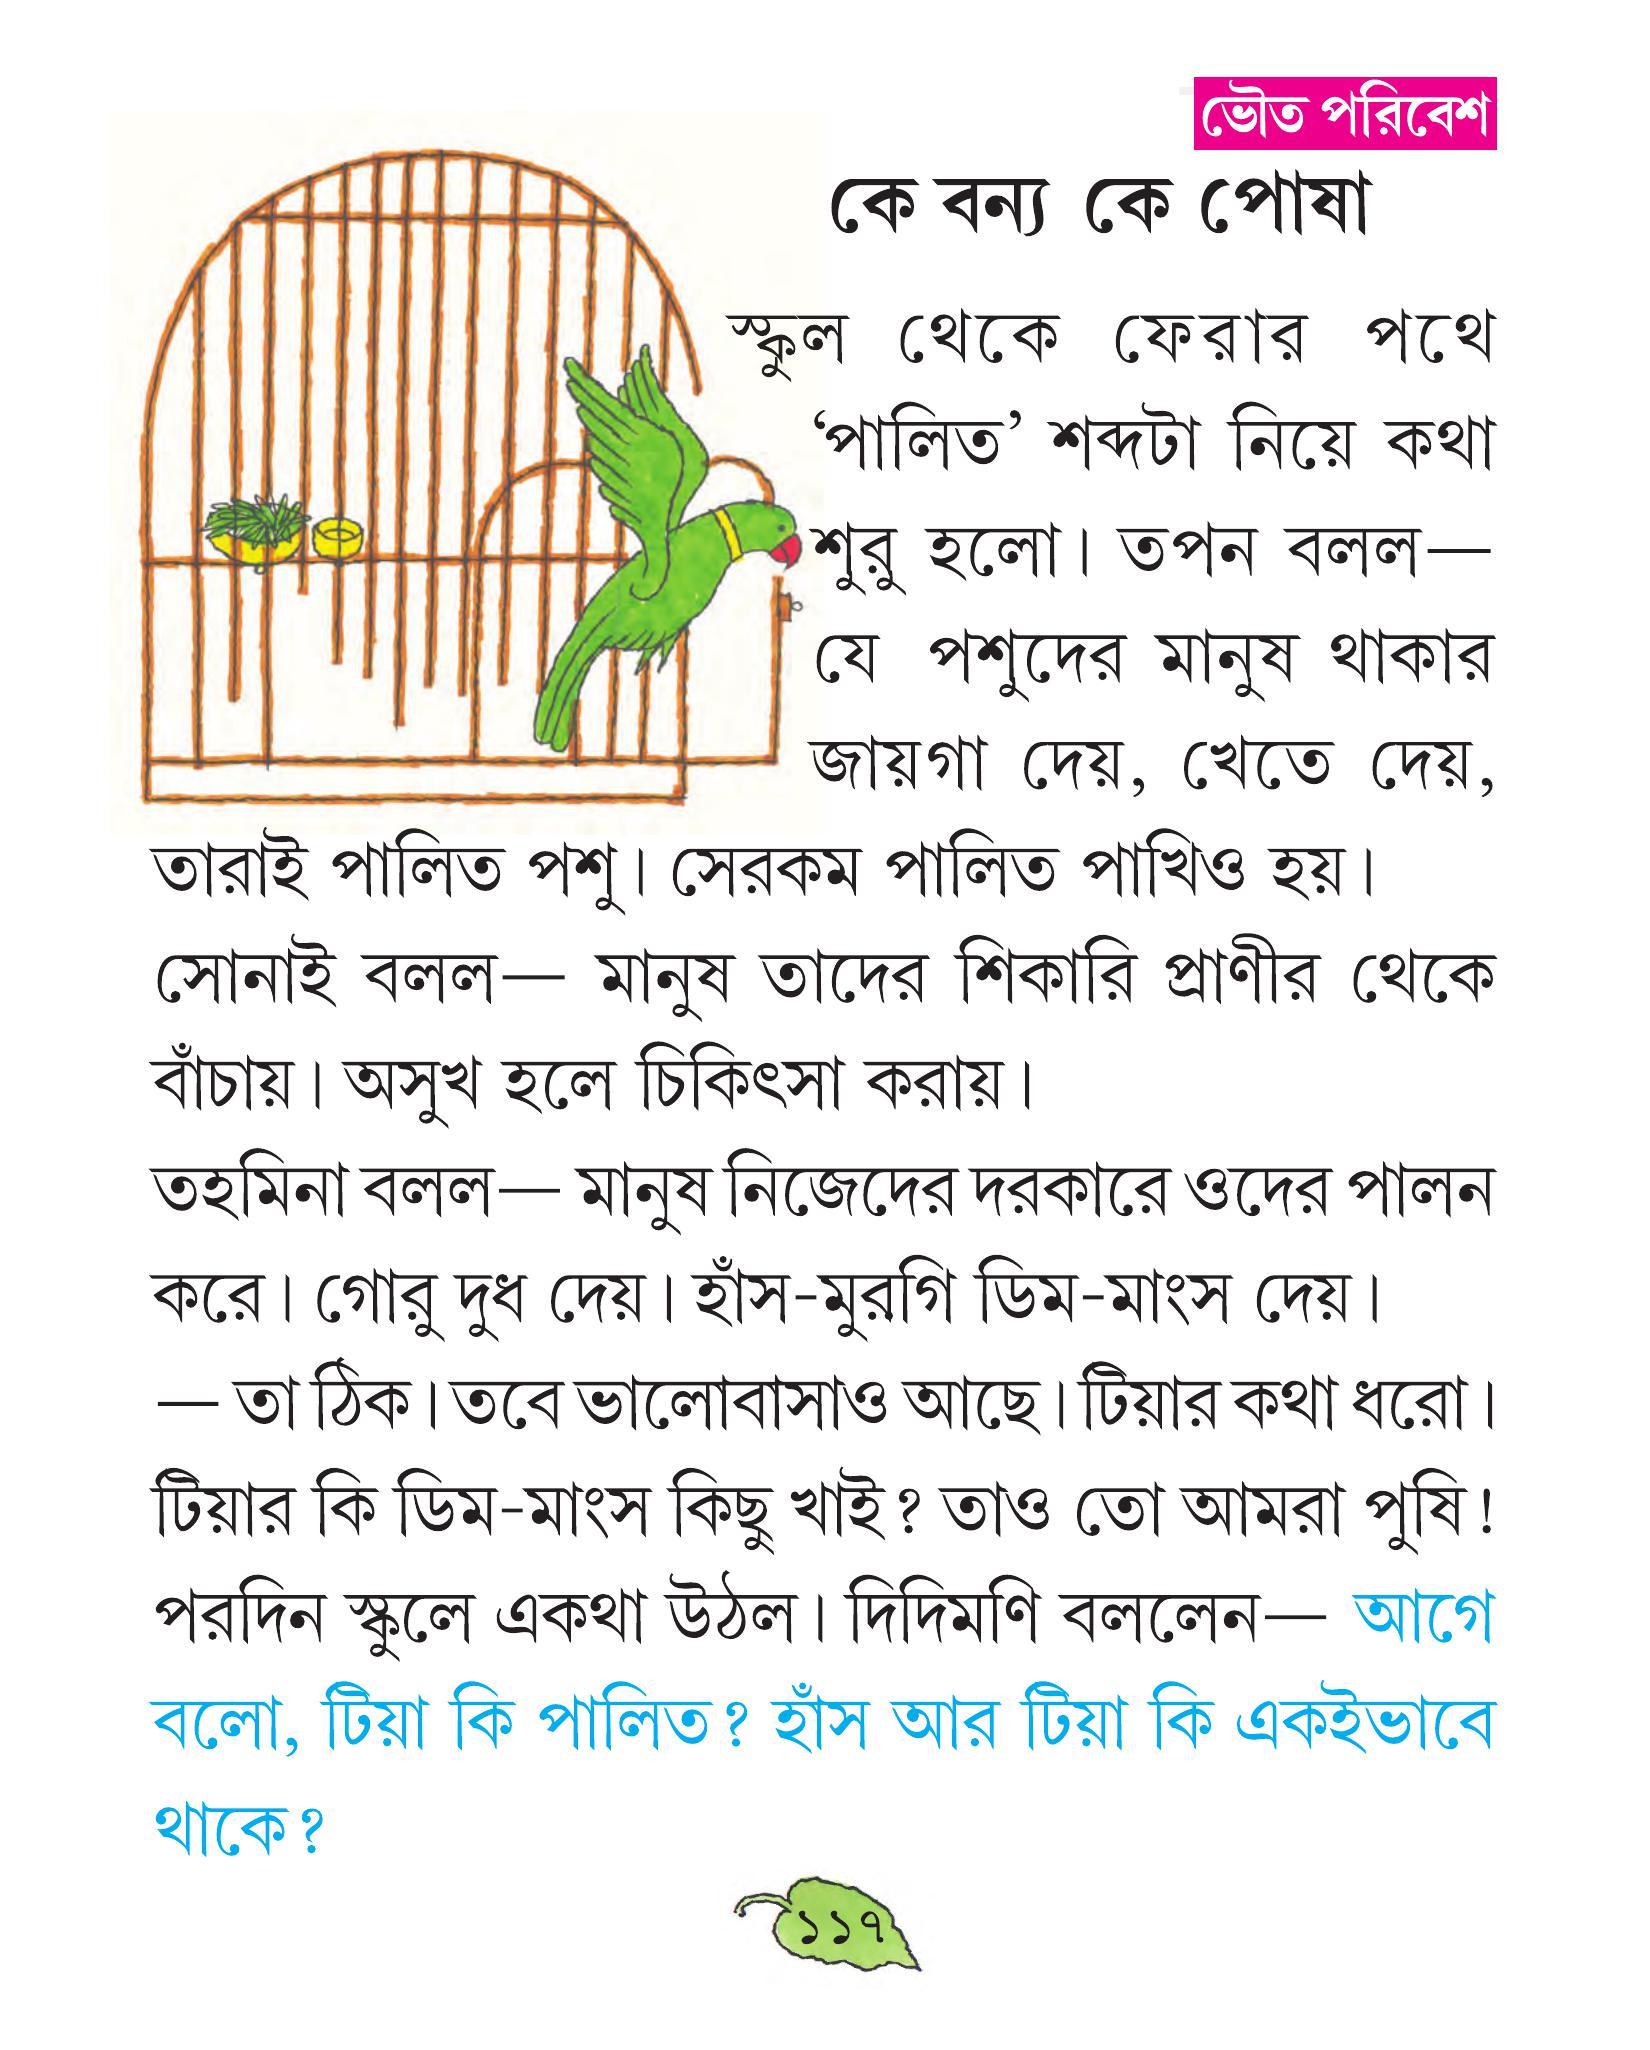 ভৌত পরিবেশ
কে বন্য কে পোষা
স্কুল থেকে ফেরার পথে
‘পালিত’ শব্দটা নিয়ে কথা
শুরু হলো। তপন বলল—
যে পশুদের মানুষ থাকার
জায়গা দেয়, খেতে দেয়,
তারাই পালিত পশু। সেরকম পালিত পাখিও হয়।
সোনাই বলল— মানুষ তাদের শিকারি প্রাণীর থেকে
বাঁচায়। অসুখ হলে চিকিৎসা করায়।
তহমিনা বলল— মানুষ নিজেদের দরকারে ওদের পালন
করে। গোরু দুধ দেয়। হাঁস-মুরগি ডিম-মাংস দেয়।
— তা ঠিক। তবে ভালোবাসাও আছে। টিয়ার কথা ধরো।
টিয়ার কি ডিম-মাংস কিছু খাই? তাও তো আমরা পুষি!
পরদিন স্কুলে একথা উঠল। দিদিমণি বললেন— আগে
বলো, টিয়া কি পালিত? হাঁস আর টিয়া কি একইভাবে
থাকে?
১১৭